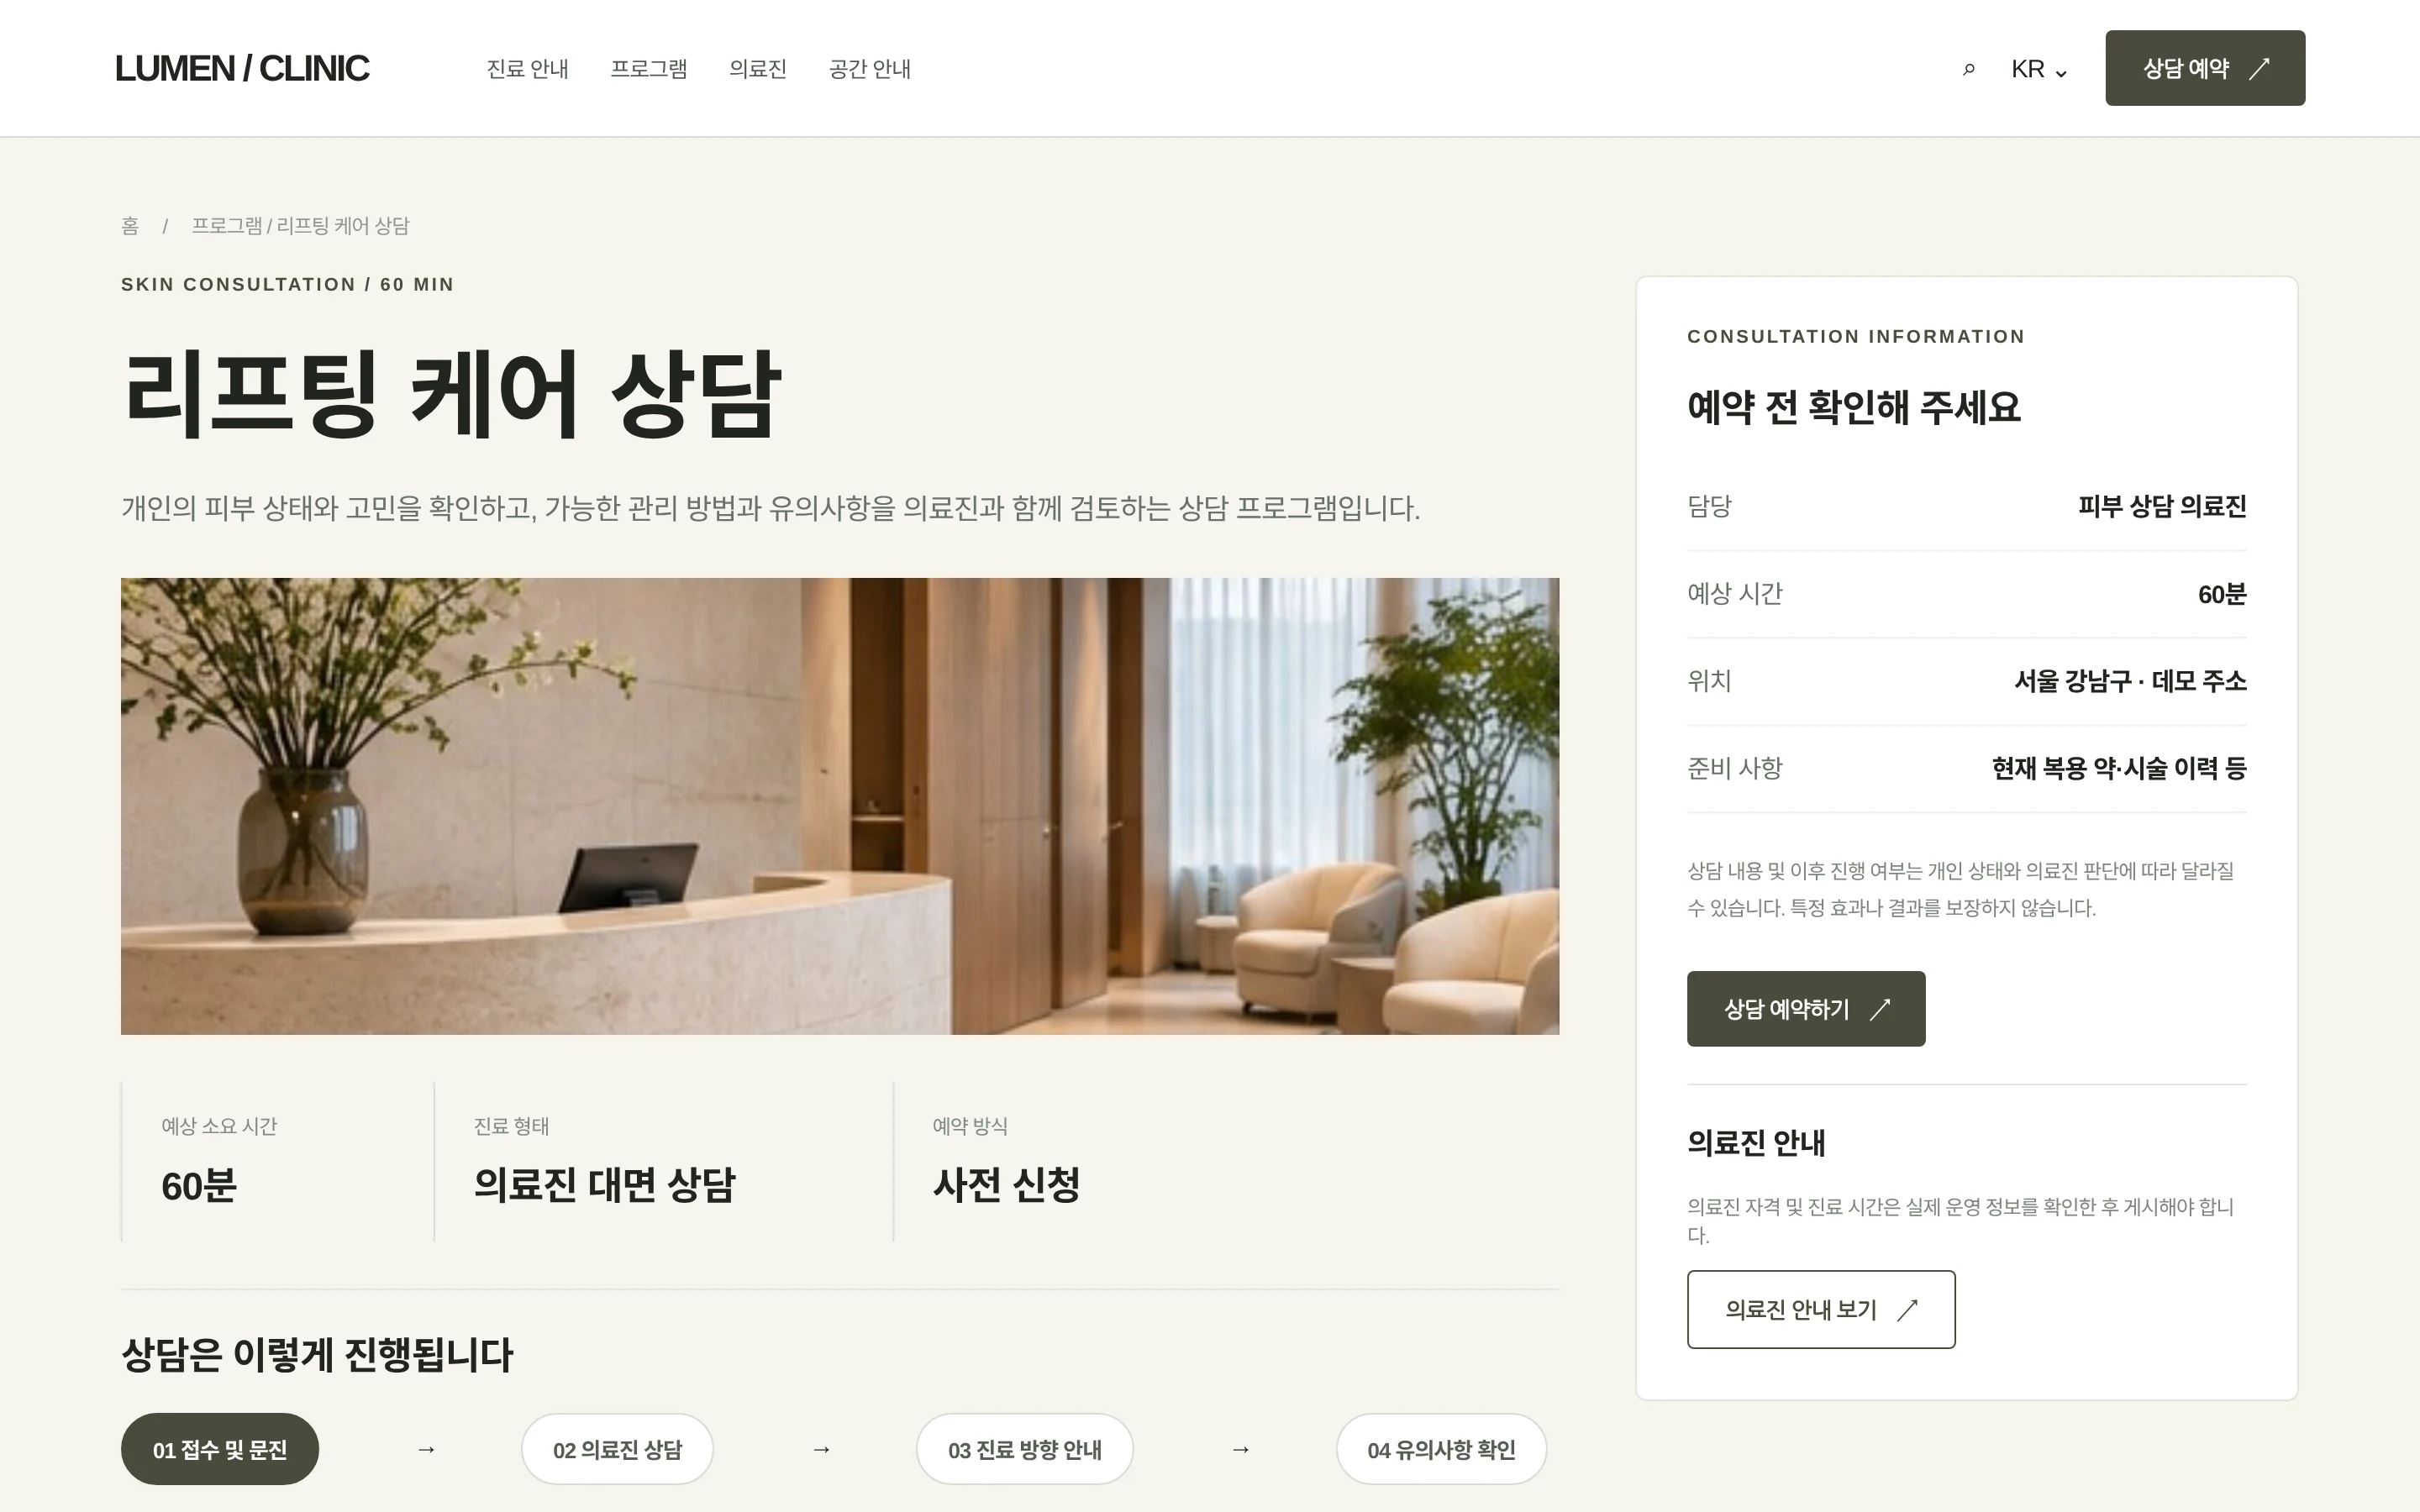 LUMEN / CLINIC
진료 안내 프로그램 의료진 공간 안내
KR
상담 예약 ↗
홈 / 프로그램 / 리프팅 케어 상담
SKIN CONSULTATION / 60 MIN
리프팅 케어 상담
개인의 피부 상태와 고민을 확인하고, 가능한 관리 방법과 유의사항을 의료진과 함께 검토하는 상담 프로그램입니다.
예상 소요 시간
60분
진료 형태
의료진 대면 상담
예약 방식
사전 신청
상담은 이렇게 진행됩니다
01 접수 및 문진 → 02 의료진 상담 → 03 진료 방향 안내 → 04 유의사항 확인
CONSULTATION INFORMATION
예약 전 확인해 주세요
담당 피부 상담 의료진
예상 시간 60분
위치 서울 강남구 · 데모 주소
준비 사항 현재 복용 약·시술 이력 등
상담 내용 및 이후 진행 여부는 개인 상태와 의료진 판단에 따라 달라질
수 있습니다. 특정 효과나 결과를 보장하지 않습니다.
상담 예약하기 ↗
의료진 안내
의료진 자격 및 진료 시간은 실제 운영 정보를 확인한 후 게시해야 합니
다.
의료진 안내 보기 ↗